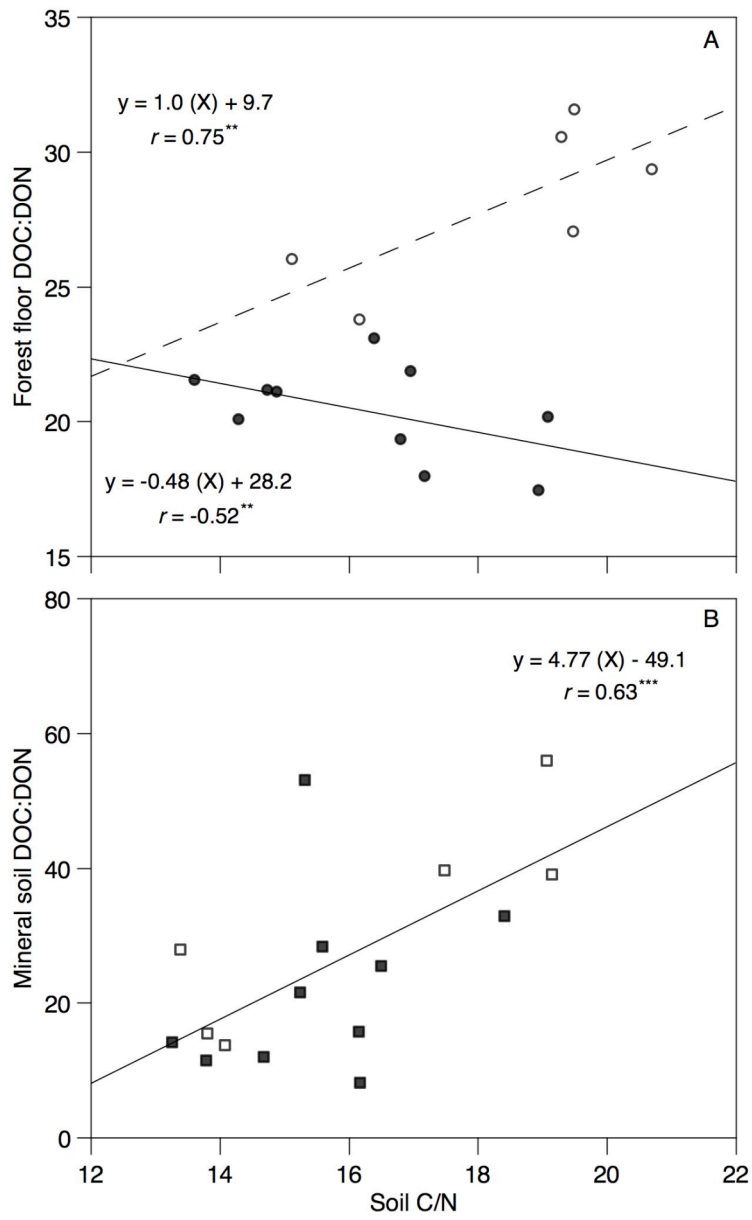 A
35
y = 1.0 (X) + 9.7
r = 0.75**
30
25
20
y = -0.48 (X) + 28.2
r = -0.52**
15
Forest floor DOC:DON
B
80
y = 4.77 (X) - 49.1
r = 0.63***
60
40
20
0
Mineral soil DOC:DON
12 14 16 18 20 22
Soil C/N